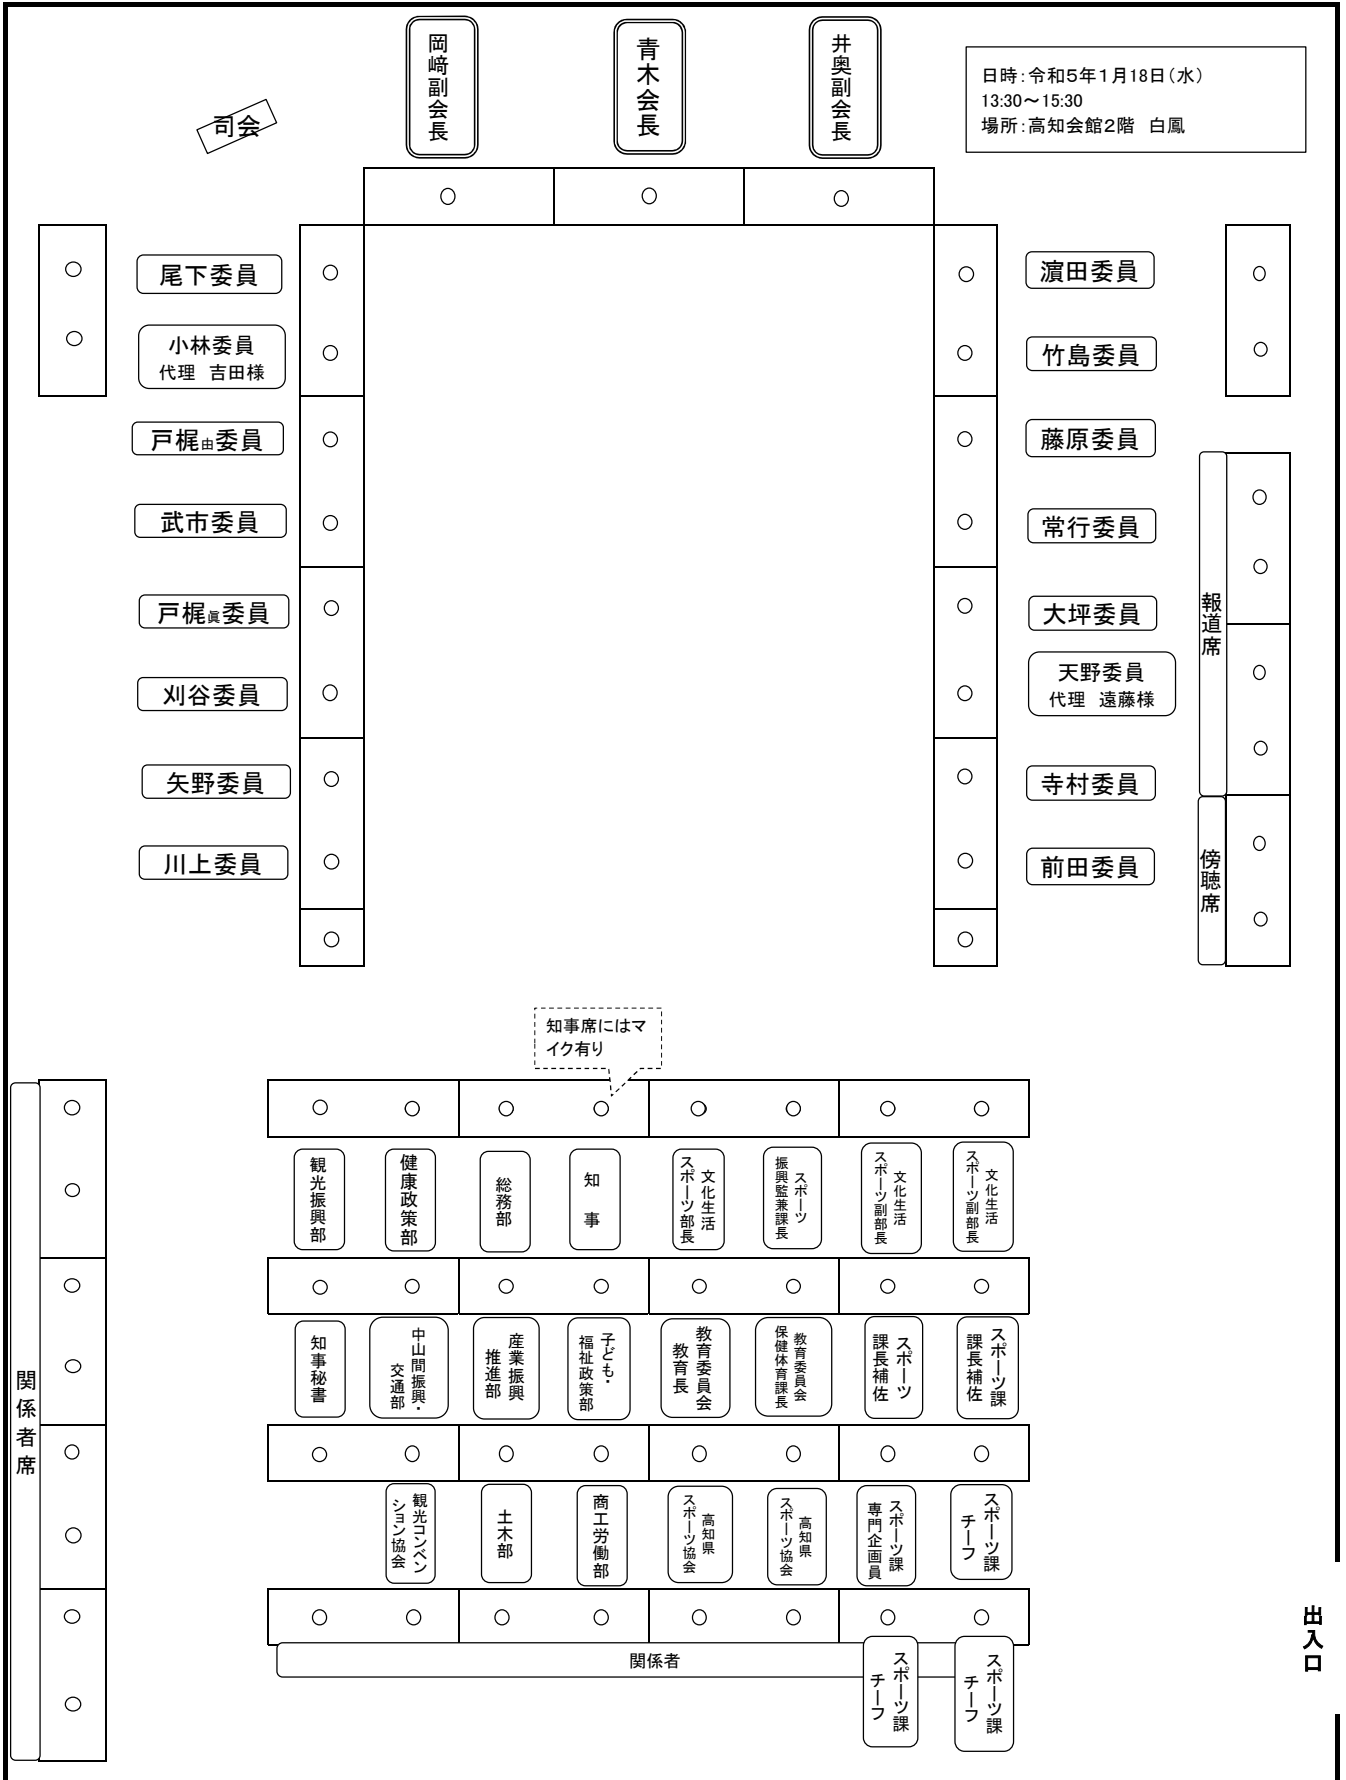 岡﨑副会長
青木会長
井奥副会長
日時：令和５年１月18日（水）
13:30～15:30
場所：高知会館２階　白鳳
司会
尾下委員
小林委員
代理　吉田様
戸梶由委員
武市委員
戸梶眞委員
刈谷委員
矢野委員
川上委員
濵田委員
竹島委員
藤原委員
常行委員
大坪委員
天野委員
代理　遠藤様
寺村委員
前田委員
報道席
傍聴席
知事席にはマ
イク有り
観光振興部
健康政策部
総務部
知　事
文化生活
スポーツ部長
スポーツ
振興監兼課長
文化生活
スポーツ副部長
文化生活
スポーツ副部長
知事秘書
中山間振興・
交通部
産業振興
推進部
子ども・
福祉政策部
教育委員会
教育長
教育委員会
保健体育課長
スポーツ
課長補佐
スポーツ課
課長補佐
観光コンベン
ション協会
土木部
商工労働部
高知県
スポーツ協会
高知県
スポーツ協会
スポーツ課
専門企画員
スポーツ課
チーフ
関係者
スポーツ課
チーフ
スポーツ課
チーフ
関係者席
出入口